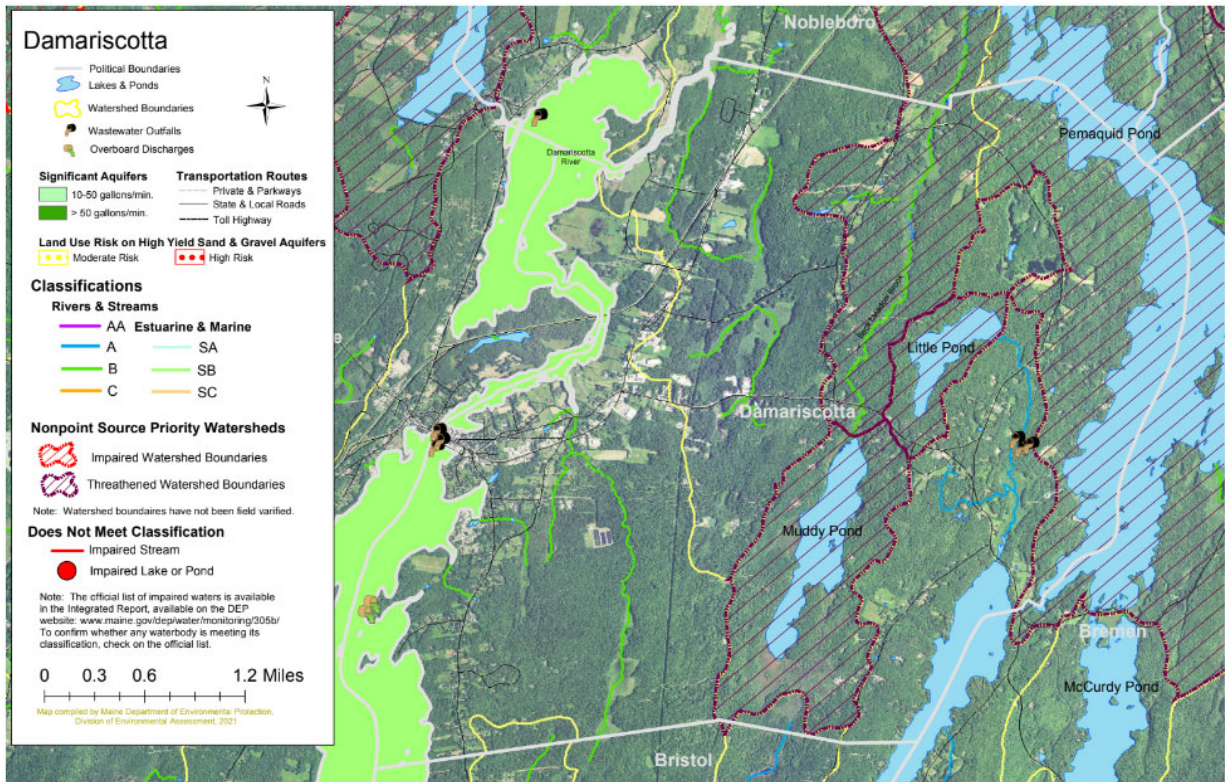 Damariscotta
Political Boundaries
Lakes & Ponds
Watershed Boundaries
Wastewater Outfalls
Overboard Discharges
N
Significant Aquifers
10-50 gallons/min.
> 50 gallons/min.
Transportation Routes
Private & Parkways
State & Local Roads
Toll Highway
Land Use Risk on High Yield Sand & Gravel Aquifers
Moderate Risk
High Risk
Classifications
Rivers & Streams
AA
A
B
C
Estuarine & Marine
SA
SB
SC
Nonpoint Source Priority Watersheds
Impaired Watershed Boundaries
Threathened Watershed Boundaries
Note: Watershed boundaires have not been field varified.
Does Not Meet Classification
Impaired Stream
Impaired Lake or Pond
Note: The official list of impaired waters is available
in the Integrated Report, available on the DEP
website: www.maine.gov/dep/water/monitoring/305b/
To confirm whether any waterbody is meeting its
classification, check on the official list.
0 0.3 0.6 1.2 Miles
Map compiled by Maine Department of Environmental Protection,
Division of Environmental Assessment, 2021
Nobleboro
Pemaquid Pond
Damariscotta
River
Little Pond
Damariscotta
Muddy Pond
Bremen
McCurdy Pond
Bristol